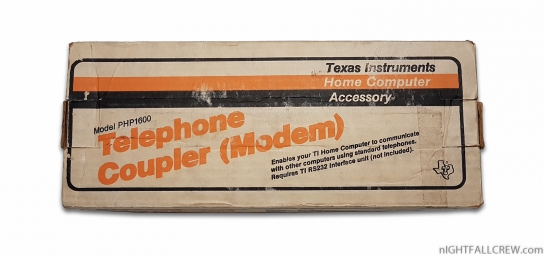 Texas Instruments
Home Computer
Accessory
Model PHP1600
Telephone
Coupler (Modem)
Enables your TI Home Computer to communicate
with other computers using standard telephones.
Requires TI RS232 Interface unit (not included).
nIGHTFALLCREW.com